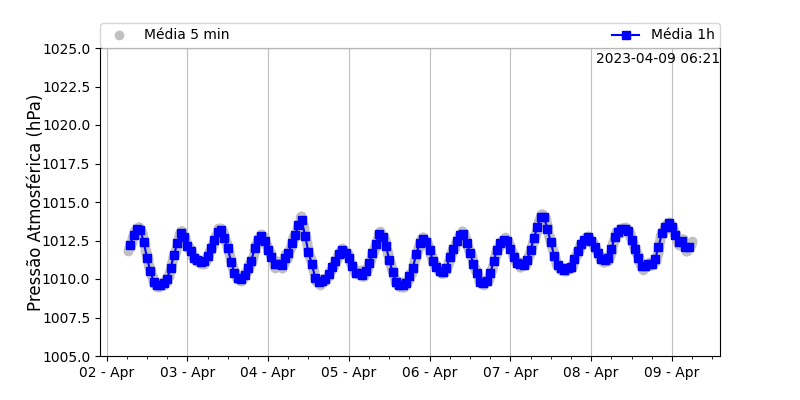 Média 5 min
Média 1h
2023-04-09 06:21
Pressão Atmosférica (hPa)
1025.0
1022.5
1020.0
1017.5
1015.0
1012.5
1010.0
1007.5
1005.0
02 - Apr
03 - Apr
04 - Apr
05 - Apr
06 - Apr
07 - Apr
08 - Apr
09 - Apr